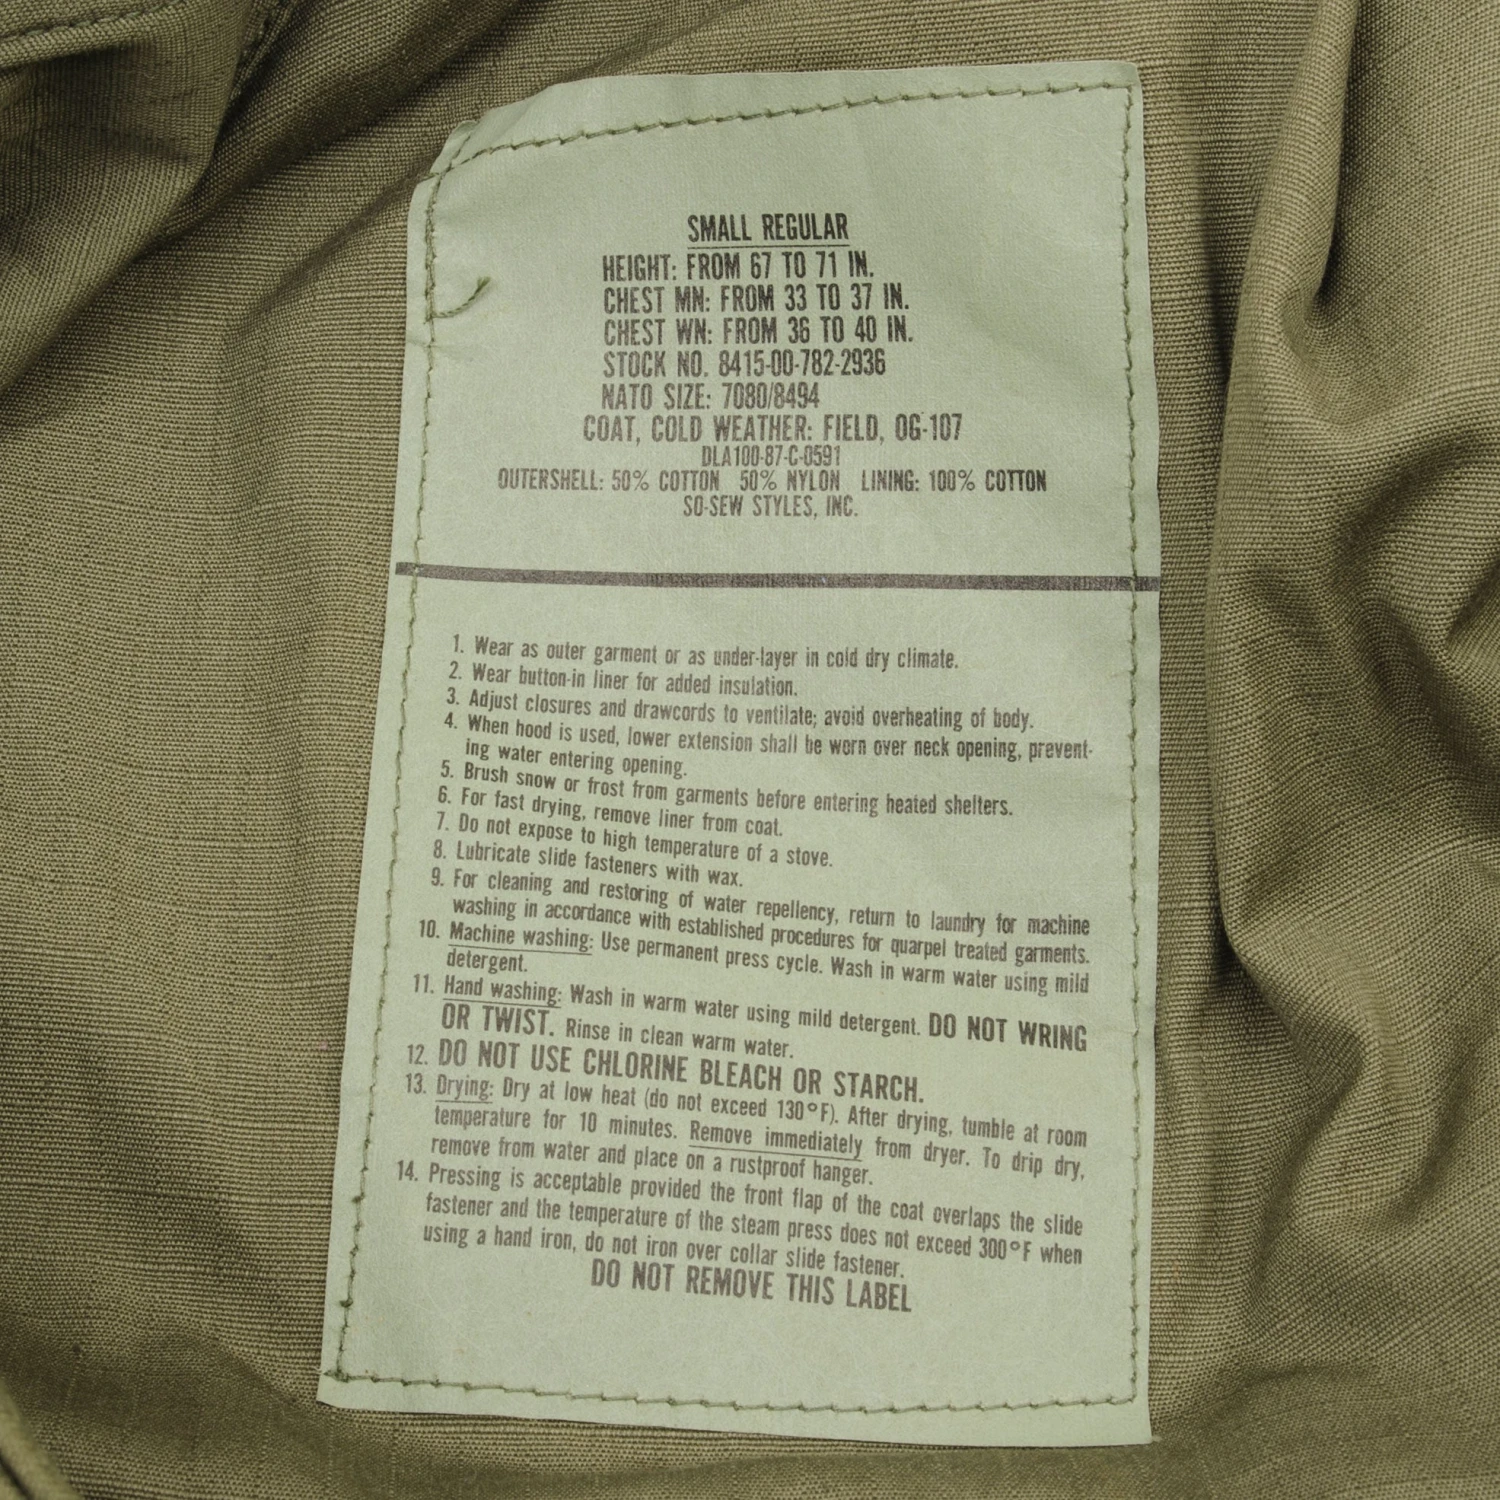 SMALL REGULAR
HEIGHT: FROM 67 TO 71 IN.
CHEST MN: FROM 33 TO 37 IN.
CHEST WN: FROM 36 TO 40 IN.
STOCK NO. 8415-00-782-2936
NATO SIZE: 7080/8494
COAT, COLD WEATHER: FIELD, OG-107
DLA100-87-C-0591
OUTERSHELL: 50% COTTON 50% NYLON LINING: 100% COTTON
SO-SEW STYLES, INC.
1. Wear as outer garment or as under-layer in cold dry climate.
2. Wear button-in liner for added insulation.
3. Adjust closures and drawcords to ventilate; avoid overheating of body.
4. When hood is used, lower extension shall be worn over neck opening, prevent-
ing water entering opening.
5. Brush snow or frost from garments before entering heated shelters.
6. For fast drying, remove liner from coat.
7. Do not expose to high temperature of a stove.
8. Lubricate slide fasteners with wax.
9. For cleaning and restoring of water repellency, return to laundry for machine
washing in accordance with established procedures for quarpel treated garments.
10. Machine washing: Use permanent press cycle. Wash in warm water using mild
detergent.
11. Hand washing: Wash in warm water using mild detergent. DO NOT WRING
OR TWIST. Rinse in clean warm water.
12. DO NOT USE CHLORINE BLEACH OR STARCH.
13. Drying: Dry at low heat (do not exceed 130°F). After drying, tumble at room
temperature for 10 minutes. Remove immediately from dryer. To drip dry,
remove from water and place on a rustproof hanger.
14. Pressing is acceptable provided the front flap of the coat overlaps the slide
fastener and the temperature of the steam press does not exceed 300°F when
using a hand iron, do not iron over collar slide fastener.
DO NOT REMOVE THIS LABEL